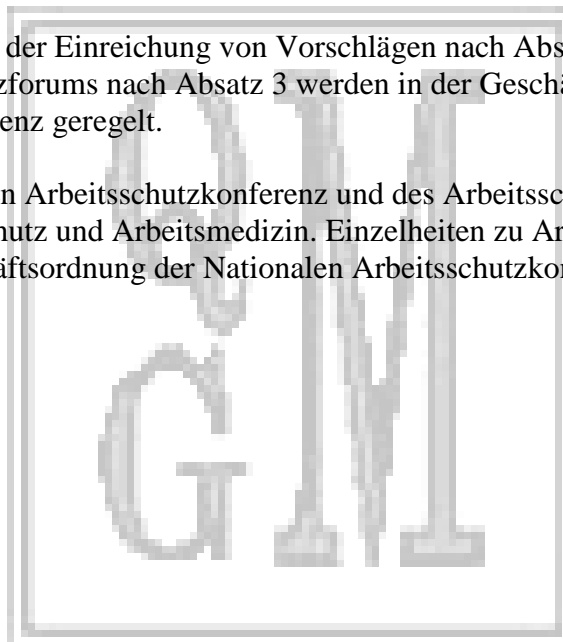 der Einreichung von Vorschlägen nach Abs
zforums nach Absatz 3 werden in der Geschä
enz geregelt.
n Arbeitsschutzkonferenz und des Arbeitssc
hutz und Arbeitsmedizin. Einzelheiten zu Ar
äftsordnung der Nationalen Arbeitsschutzkon
QM
G